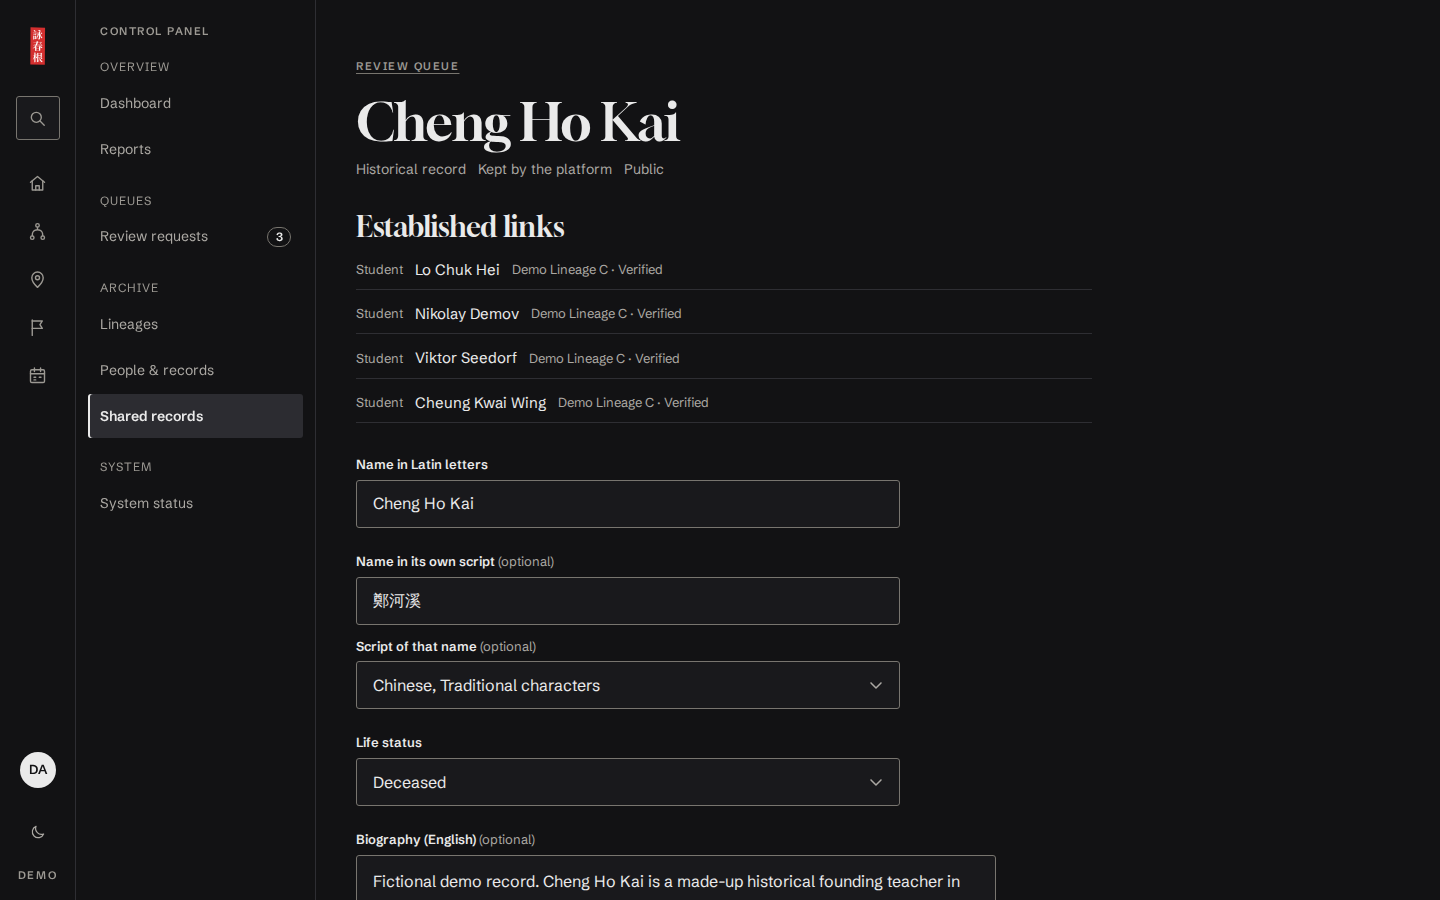 詠春根
CONTROL PANEL
OVERVIEW
Dashboard
Reports
QUEUES
Review requests 3
ARCHIVE
Lineages
People & records
Shared records
SYSTEM
System status
DA
DEMO
REVIEW QUEUE
Cheng Ho Kai
Historical record Kept by the platform Public
Established links
Student Lo Chuk Hei Demo Lineage C · Verified
Student Nikolay Demov Demo Lineage C · Verified
Student Viktor Seedorf Demo Lineage C · Verified
Student Cheung Kwai Wing Demo Lineage C · Verified
Name in Latin letters
Cheng Ho Kai
Name in its own script (optional)
鄭河溪
Script of that name (optional)
Chinese, Traditional characters
Life status
Deceased
Biography (English) (optional)
Fictional demo record. Cheng Ho Kai is a made-up historical founding teacher in